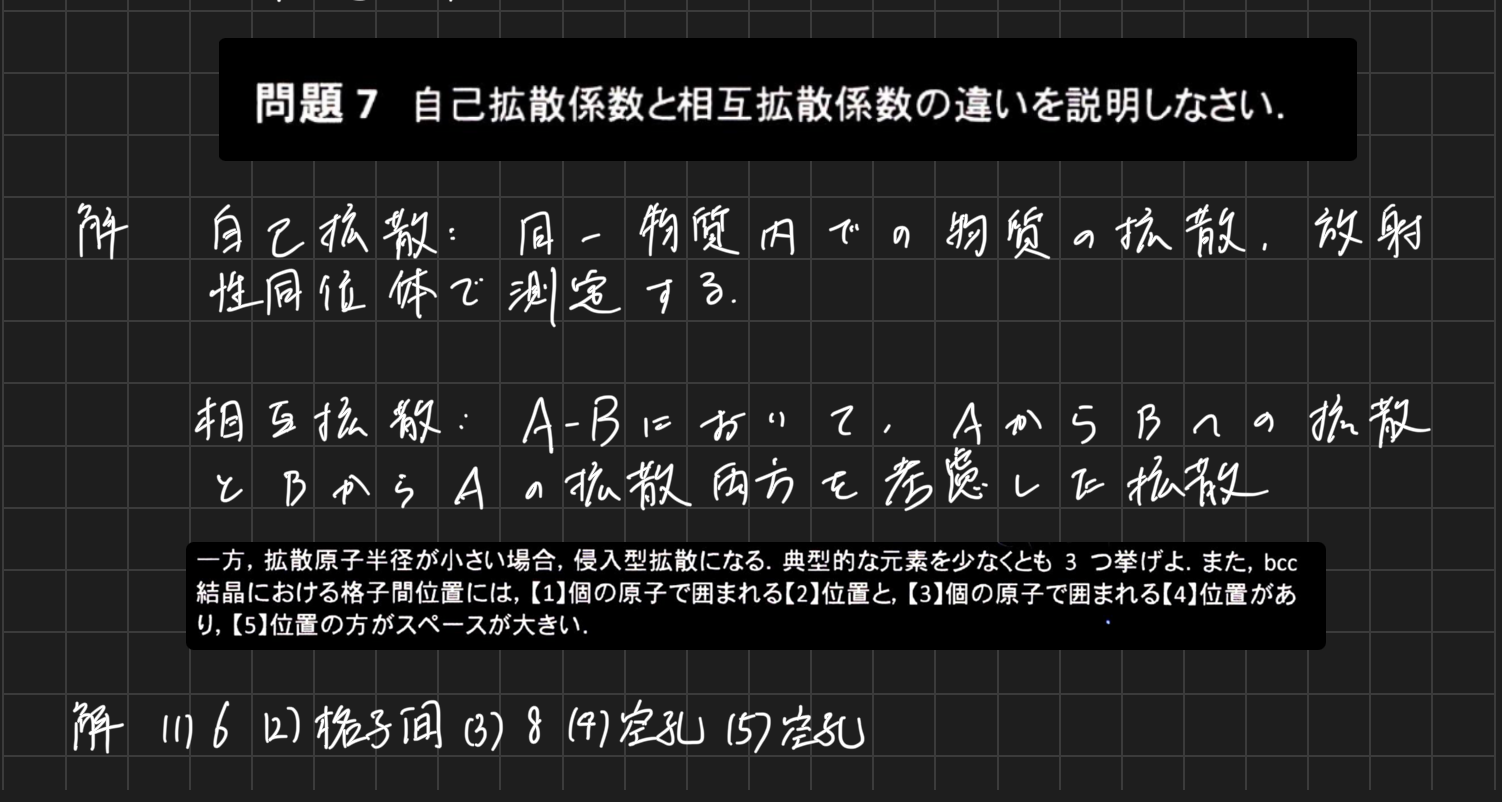 問題 7 自己拡散係数と相互拡散係数の違いを説明しなさい.
解 自己拡散: 同一物質内での物質の拡散. 放射
性同位体で測定する.
相互拡散: A-Bにおいて, AからBへの拡散
とBからAの拡散両方を考慮した拡散
一方, 拡散原子半径が小さい場合, 侵入型拡散になる. 典型的な元素を少なくとも 3 つ挙げよ. また, bcc
結晶における格子間位置には,【1】個の原子で囲まれる【2】位置と,【3】個の原子で囲まれる【4】位置があ
り,【5】位置の方がスペースが大きい.
解 (1) 6 (2) 格子间 (3) 8 (4) 空孔 (5) 空孔